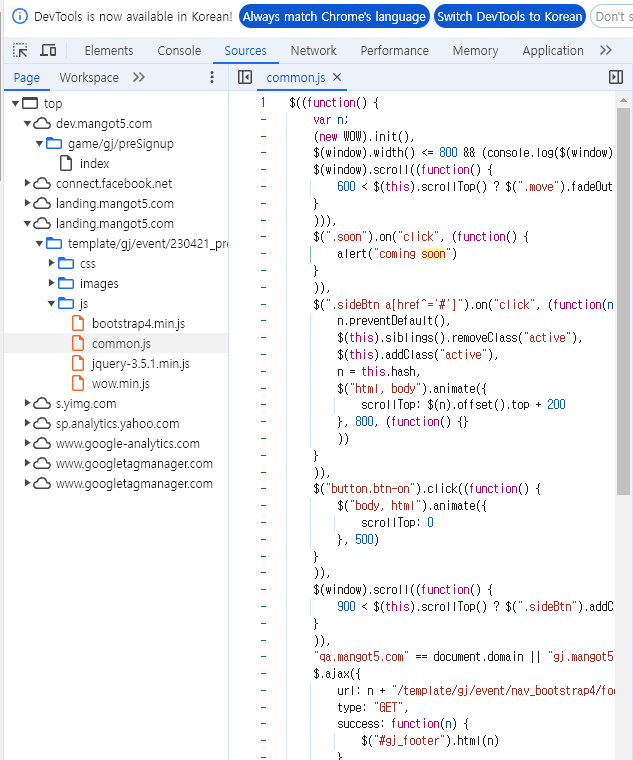 DevTools is now available in Korean! Always match Chrome's language Switch DevTools to Korean Don't s
Elements Console Sources Network Performance Memory Application
Page Workspace common.js
top
dev.mangot5.com
game/gj/preSignup
index
connect.facebook.net
landing.mangot5.com
landing.mangot5.com
template/gj/event/230421_pre
css
images
js
bootstrap4.min.js
common.js
jquery-3.5.1.min.js
wow.min.js
s.yimg.com
sp.analytics.yahoo.com
www.google-analytics.com
www.googletagmanager.com
www.googletagmanager.com
1 $((function() {
- var n;
- (new WOW).init(),
- $(window).width() <= 800 && (console.log($(window)
- $(window).scroll((function() {
- 600 < $(this).scrollTop() ? $(".move").fadeOut
- }
- ))),
- $(".soon").on("click", (function() {
- alert("coming soon")
- }
- )),
- $(".sideBtn a[href^='#']").on("click", (function(n
- n.preventDefault(),
- $(this).siblings().removeClass("active"),
- $(this).addClass("active"),
- n = this.hash,
- $("html, body").animate({
- scrollTop: $(n).offset().top + 200
- }, 800, (function() {}
- ))
- }
- )),
- $("button.btn-on").click((function() {
- $("body, html").animate({
- scrollTop: 0
- }, 500)
- }
- )),
- $(window).scroll((function() {
- 900 < $(this).scrollTop() ? $(".sideBtn").addC
- }
- )),
- "qa.mangot5.com" == document.domain || "gj.mangot5
- $.ajax({
- url: n + "/template/gj/event/nav_bootstrap4/foo
- type: "GET",
- success: function(n) {
- $("#gj_footer").html(n)
- }